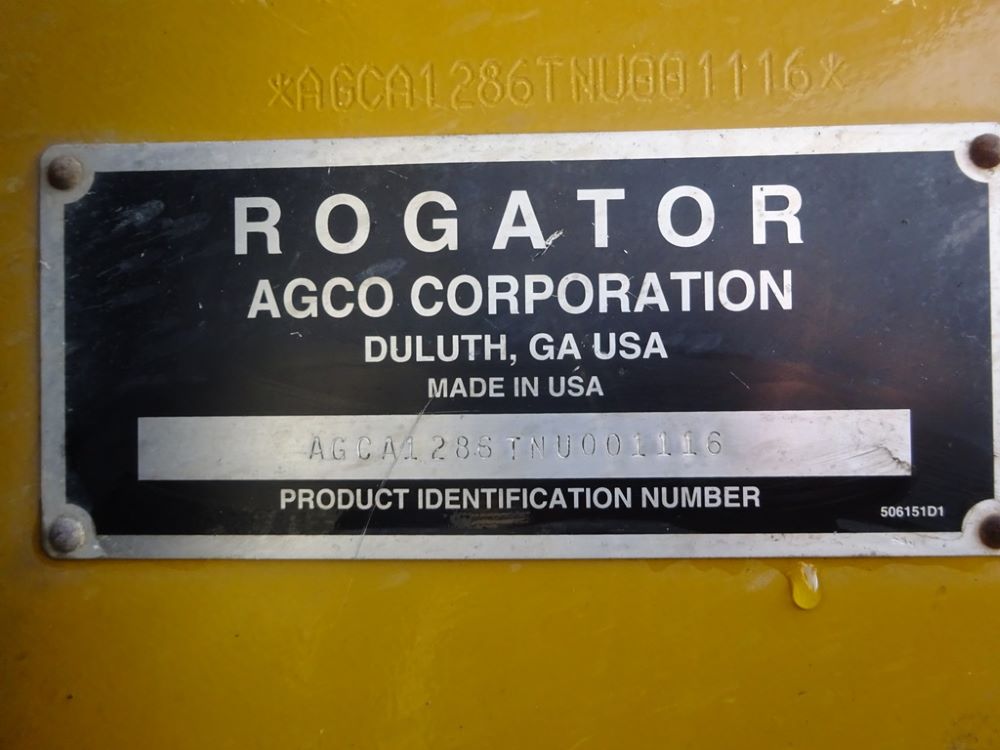 *AGCA1286TNU001116*
ROGATOR
AGCO CORPORATION
DULUTH, GA USA
MADE IN USA
AGCA1286TNU001116
PRODUCT IDENTIFICATION NUMBER
506151D1